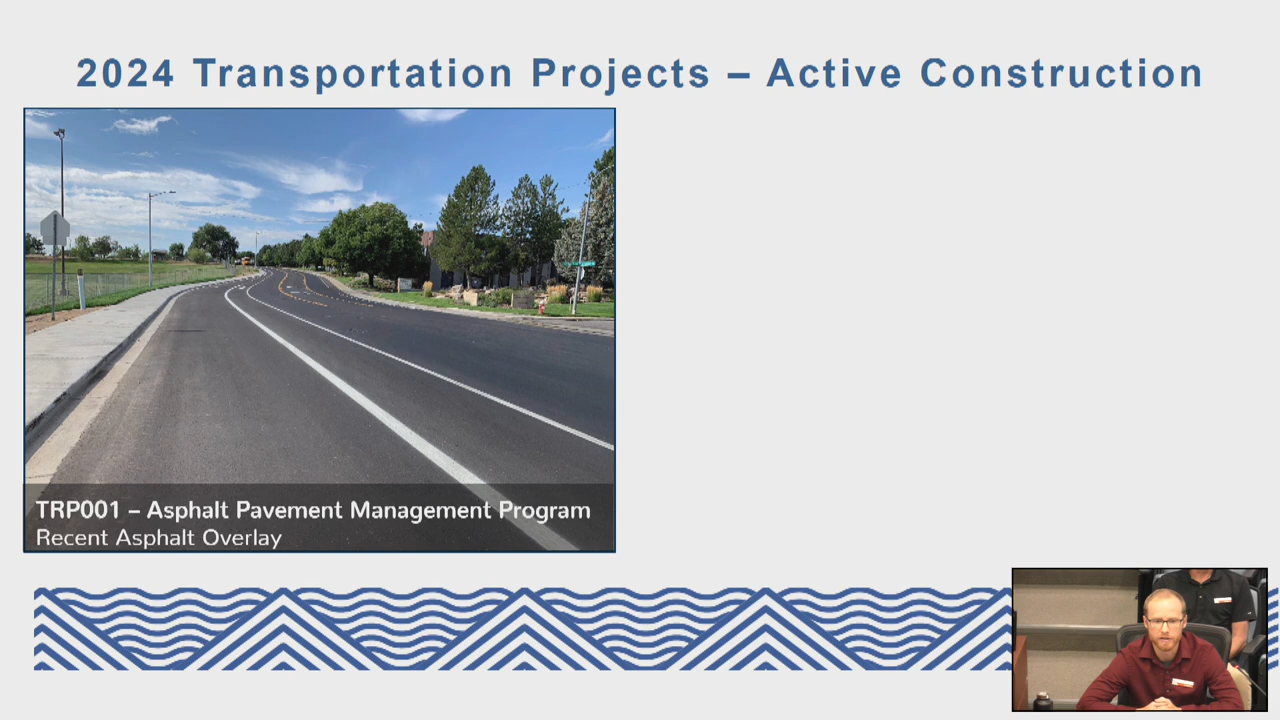 2024 Transportation Projects – Active Construction
TRP001 – Asphalt Pavement Management Program
Recent Asphalt Overlay